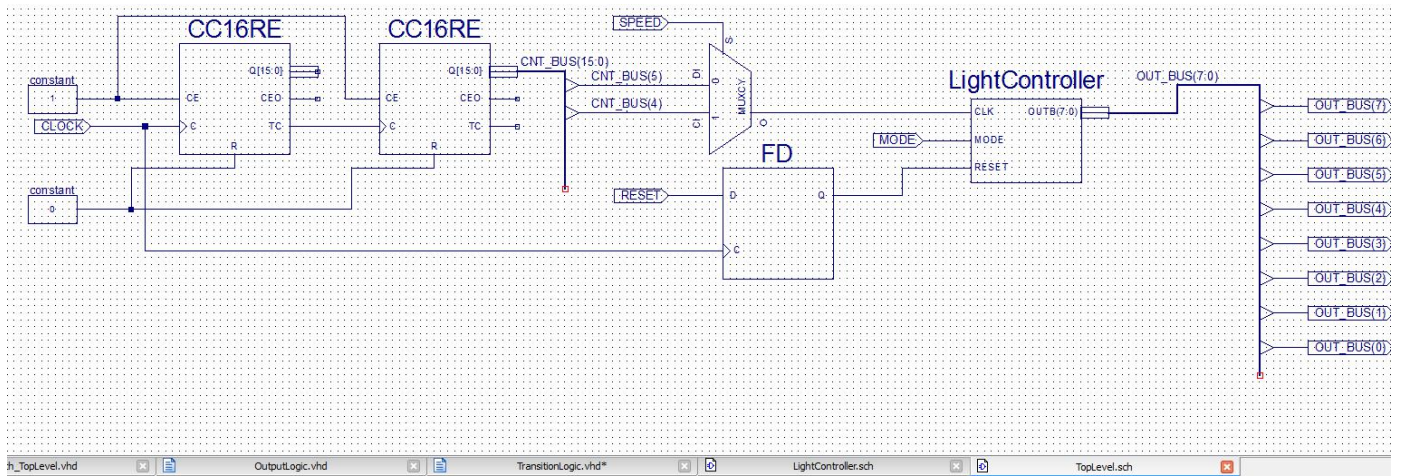 SPEED
CC16RE
CC16RE
S
CNT_BUS(15:0)
Q[15:0]
Q[15:0]
CNT_BUS(5)
DI
0
LightController
OUT_BUS(7:0)
constant
1
CE
CEO
CE
CEO
CNT_BUS(4)
MUXCY
OUT_BUS(7)
CLK
OUTB(7:0)
CLOCK
C
TC
C
TC
CI
1
O
MODE
MODE
OUT_BUS(6)
R
R
FD
RESET
OUT_BUS(5)
constant
0
RESET
D
Q
OUT_BUS(4)
C
OUT_BUS(3)
OUT_BUS(2)
OUT_BUS(1)
OUT_BUS(0)
h_TopLevel.vhd
OutputLogic.vhd
TransitionLogic.vhd*
LightController.sch
TopLevel.sch